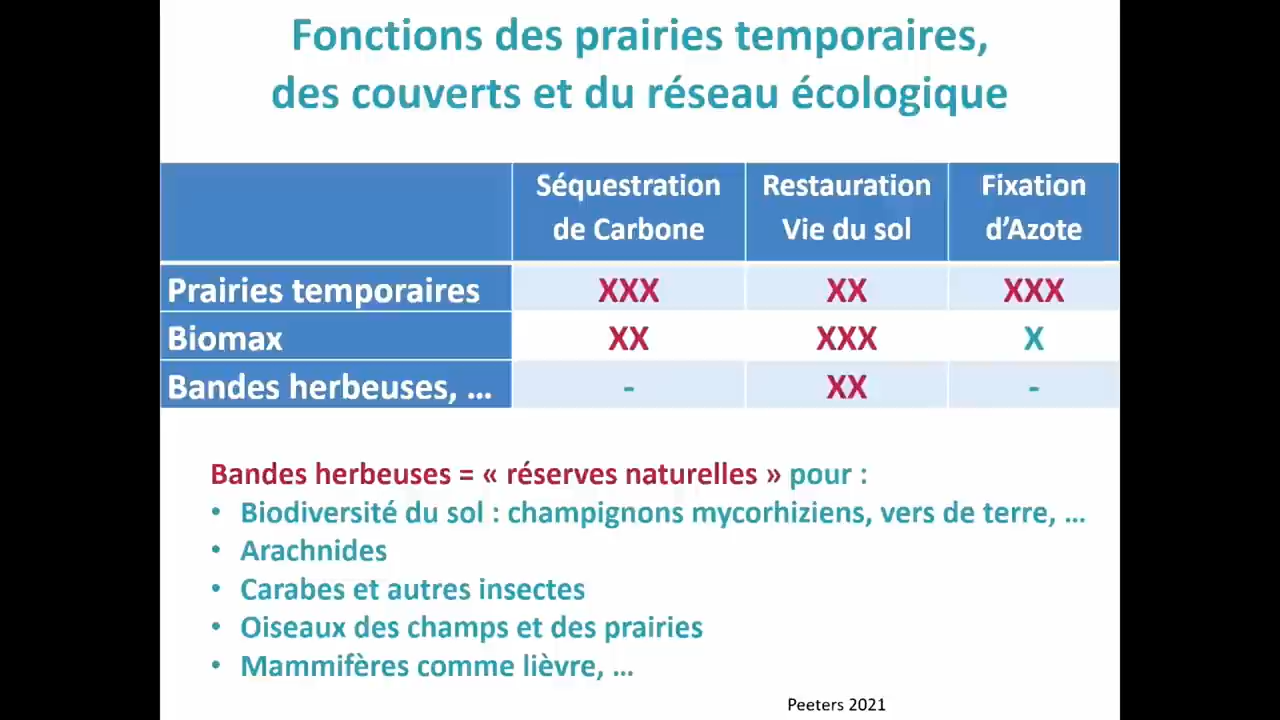 Fonctions des prairies temporaires,
des couverts et du réseau écologique
Séquestration de Carbone Restauration Vie du sol Fixation d’Azote
Prairies temporaires XXX XX XXX
Biomax XX XXX X
Bandes herbeuses, ... - XX -
Bandes herbeuses = « réserves naturelles » pour :
• Biodiversité du sol : champignons mycorhiziens, vers de terre, ...
• Arachnides
• Carabes et autres insectes
• Oiseaux des champs et des prairies
• Mammifères comme lièvre, ...
Peeters 2021